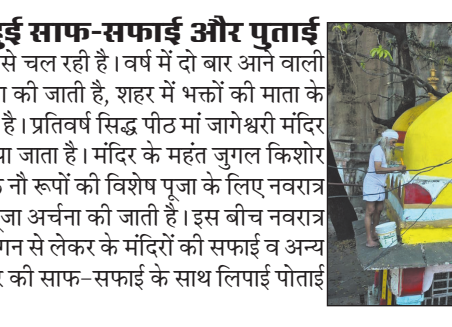 हुई साफ-सफाई और पुताई
से चल रही है। वर्ष में दो बार आने वाली
की जाती है, शहर में भक्तों की माता के
है। प्रतिवर्ष सिद्ध पीठ मां जागेश्वरी मंदिर
जाता है। मंदिर के महंत जुगल किशोर
नौ रूपों की विशेष पूजा के लिए नवरात्र
अर्चना की जाती है। इस बीच नवरात्र
से लेकर के मंदिरों की सफाई व अन्य
की साफ-सफाई के साथ लिपाई पोताई